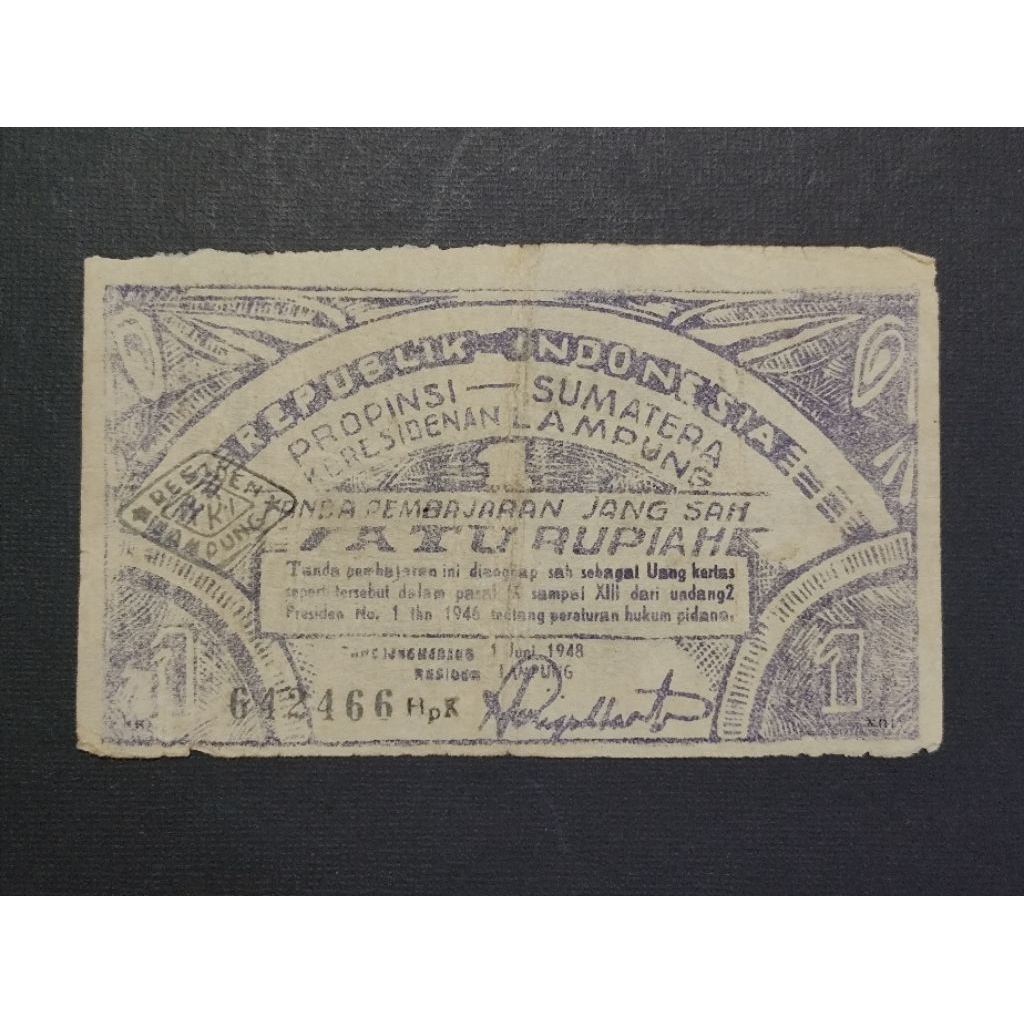 REPUBLIK INDONESIA
PROPINSI — SUMATERA
KERESIDENAN LAMPUNG
1
TANDA PEMBAJARAN JANG SAH
SATU RUPIAH
Tanda pembajaran ini dianggap sah sebagai Uang kertas
seperti tersebut dalam pasal IX sampai XIII dari undang2
Presiden No. 1 thn 1946 tentang peraturan hukum pidana.
1 Juni 1948
RESIDEN LAMPUNG
642466 HpK
1
1
RESIDEN
LAMPUNG